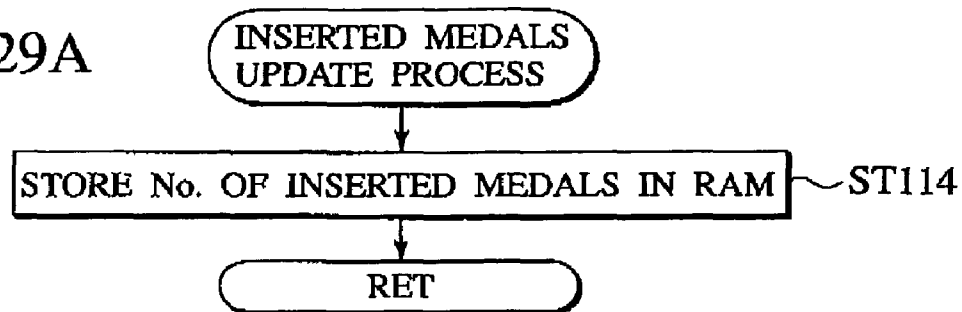 29A
INSERTED MEDALS
UPDATE PROCESS
STORE No. OF INSERTED MEDALS IN RAM
ST114
RET